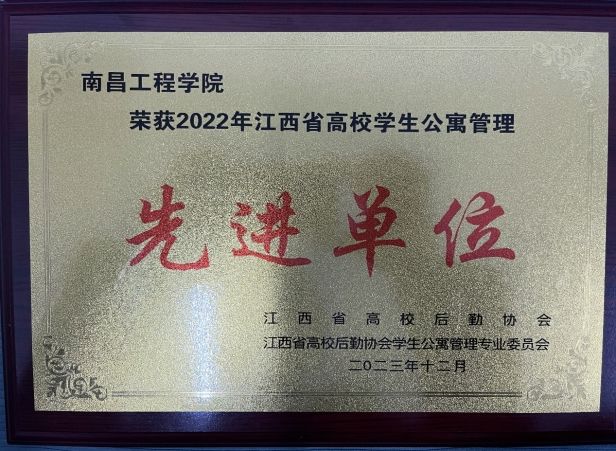 南昌工程学院
荣获2022年江西省高校学生公寓管理
先进单位
江西省高校后勤协会
江西省高校后勤协会学生公寓管理专业委员会
二0二三年十二月